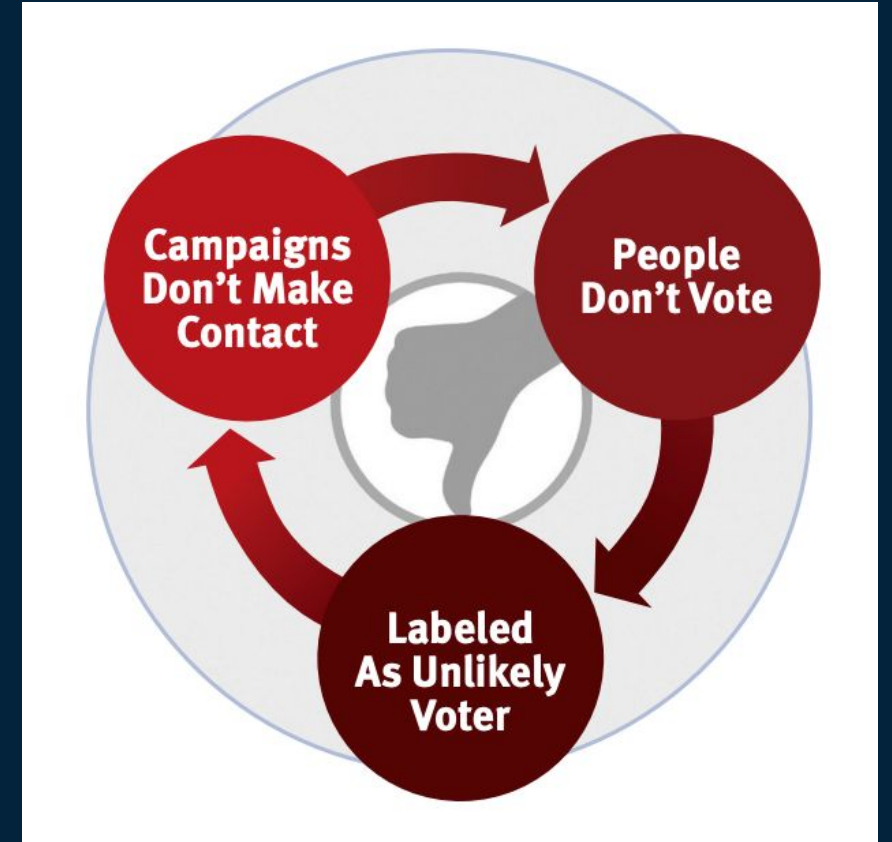 Campaigns
Don't Make
Contact
People
Don't Vote
Labeled
As Unlikely
Voter